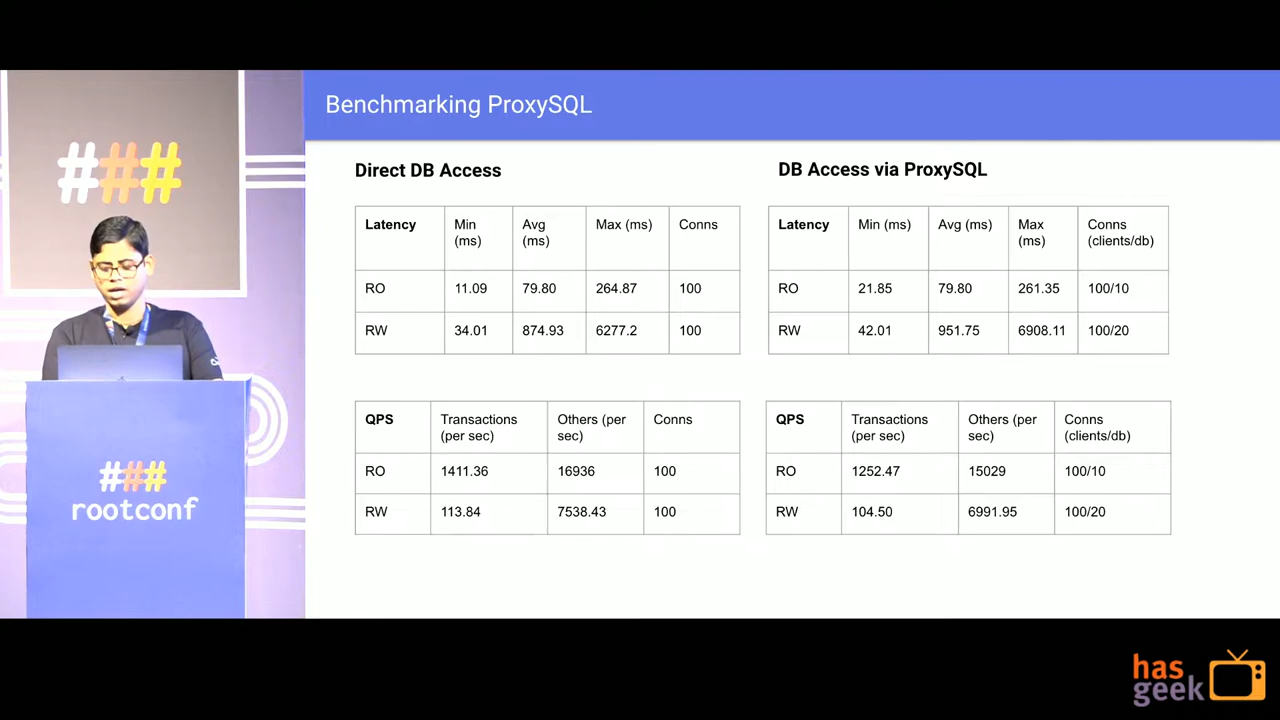 ###
###
rootconf
Benchmarking ProxySQL
Direct DB Access
Latency Min (ms) Avg (ms) Max (ms) Conns
RO 11.09 79.80 264.87 100
RW 34.01 874.93 6277.2 100
DB Access via ProxySQL
Latency Min (ms) Avg (ms) Max (ms) Conns (clients/db)
RO 21.85 79.80 261.35 100/10
RW 42.01 951.75 6908.11 100/20
QPS Transactions (per sec) Others (per sec) Conns
RO 1411.36 16936 100
RW 113.84 7538.43 100
QPS Transactions (per sec) Others (per sec) Conns (clients/db)
RO 1252.47 15029 100/10
RW 104.50 6991.95 100/20
has
geek